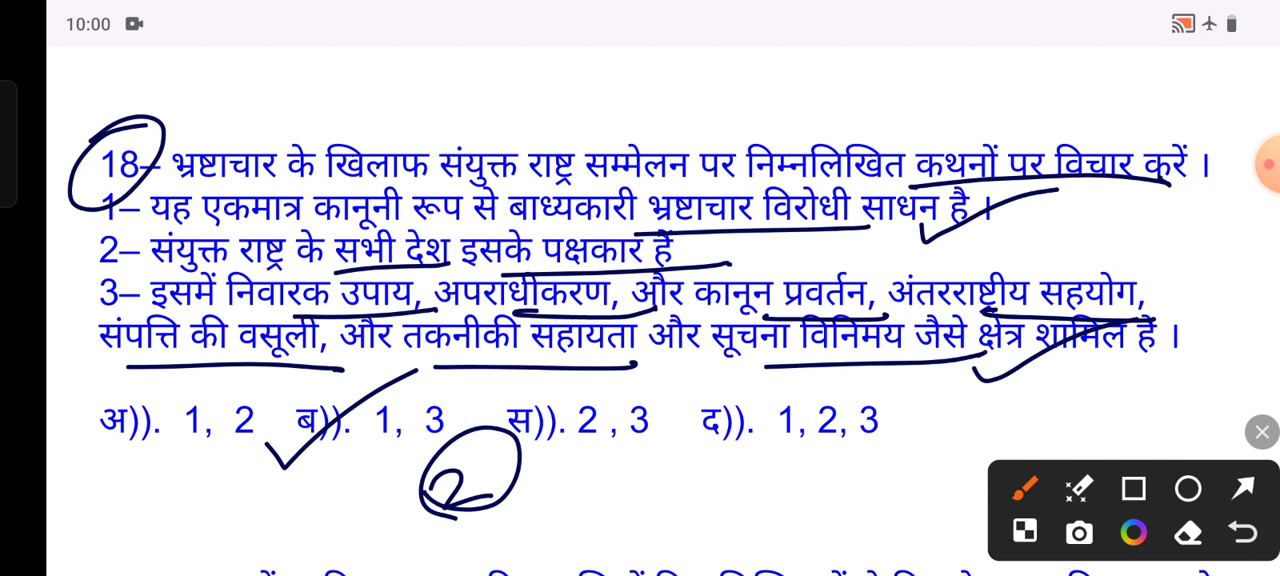 10:00
18– भ्रष्टाचार के खिलाफ संयुक्त राष्ट्र सम्मेलन पर निम्नलिखित कथनों पर विचार करें ।
1– यह एकमात्र कानूनी रूप से बाध्यकारी भ्रष्टाचार विरोधी साधन है ।
2– संयुक्त राष्ट्र के सभी देश इसके पक्षकार हैं
3– इसमें निवारक उपाय, अपराधीकरण, और कानून प्रवर्तन, अंतरराष्ट्रीय सहयोग,
संपत्ति की वसूली, और तकनीकी सहायता और सूचना विनिमय जैसे क्षेत्र शामिल हैं ।
अ)). 1, 2 ब)). 1, 3 स)). 2 , 3 द)). 1, 2, 3
2